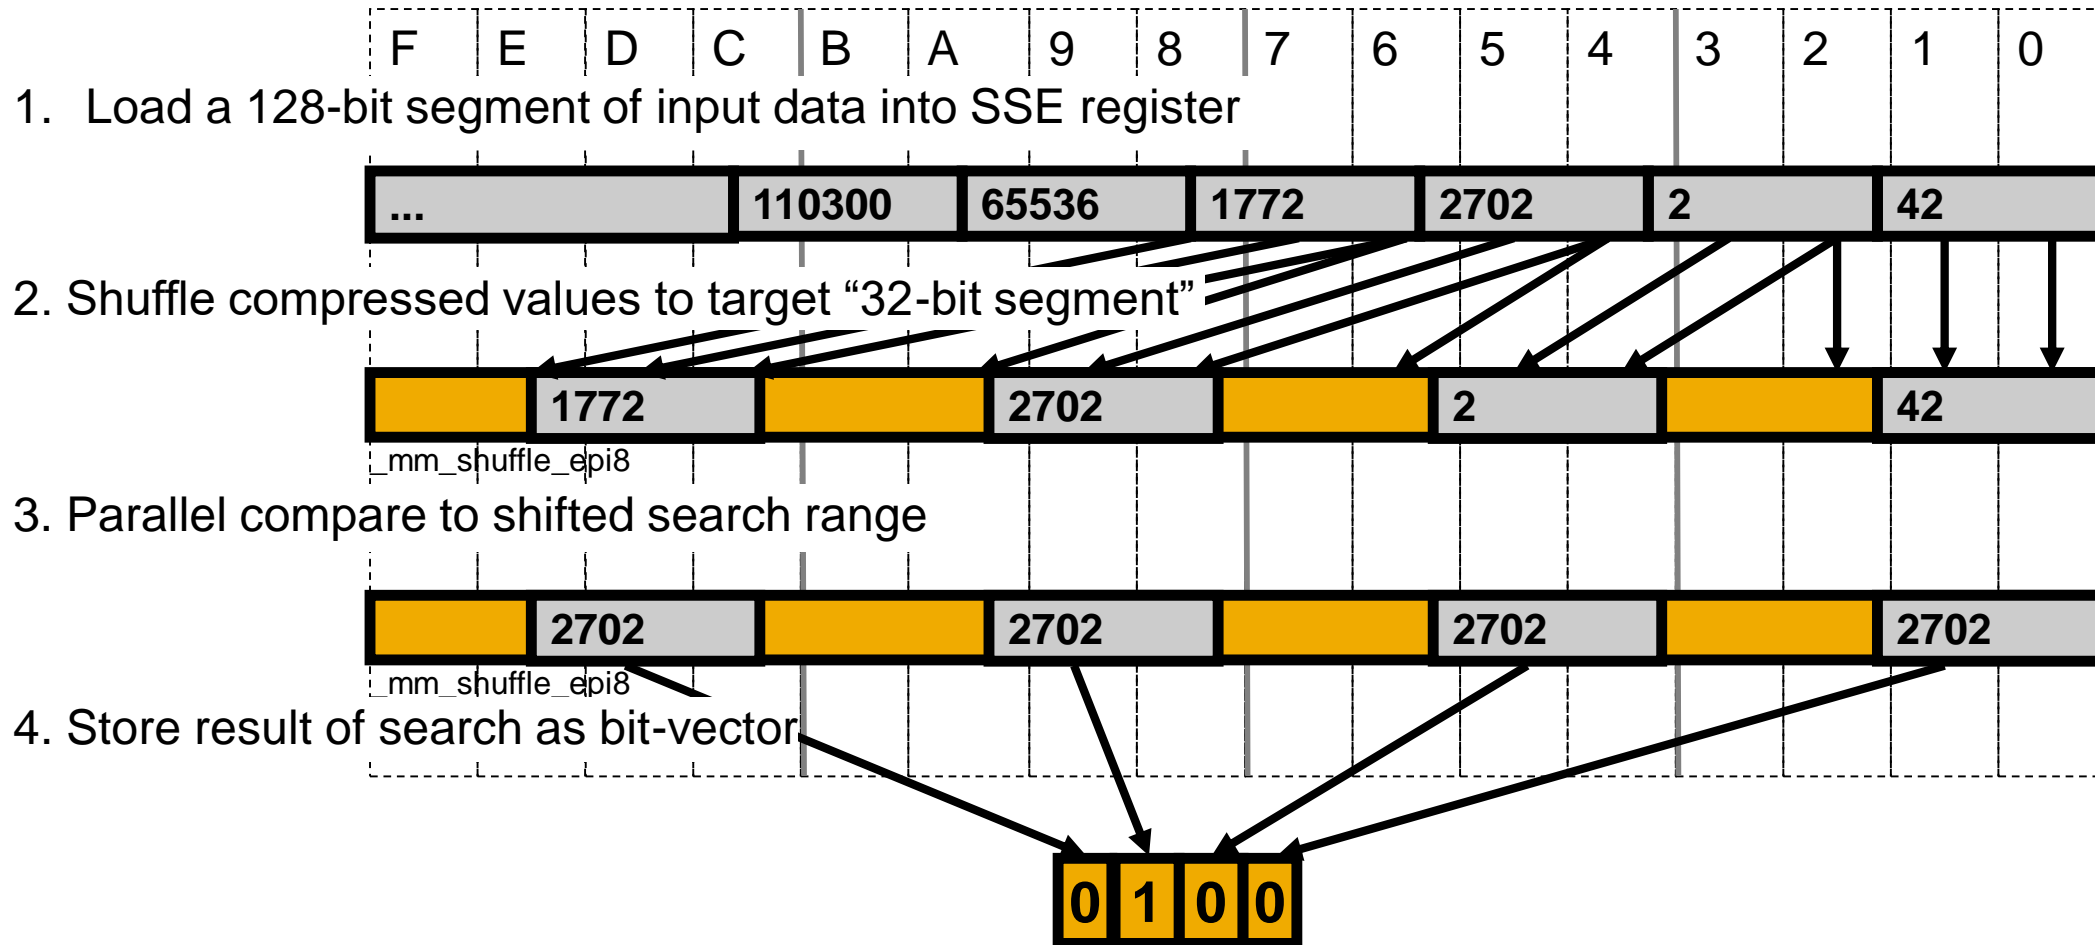 F E D C B A 9 8 7 6 5 4 3 2 1 0
1. Load a 128-bit segment of input data into SSE register
... 110300 65536 1772 2702 2 42
2. Shuffle compressed values to target “32-bit segment”
1772 2702 2 42
_mm_shuffle_epi8
3. Parallel compare to shifted search range
2702 2702 2702 2702
_mm_shuffle_epi8
4. Store result of search as bit-vector
0 1 0 0